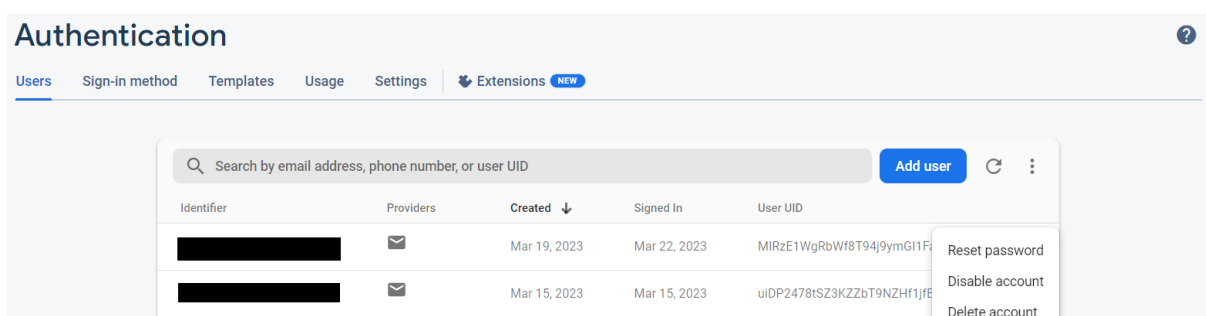 Authentication
Users Sign-in method Templates Usage Settings Extensions NEW
Search by email address, phone number, or user UID Add user
Identifier Providers Created Signed In User UID
Mar 19, 2023 Mar 22, 2023
Reset password
Disable account
Mar 15, 2023 Mar 15, 2023
Delete account